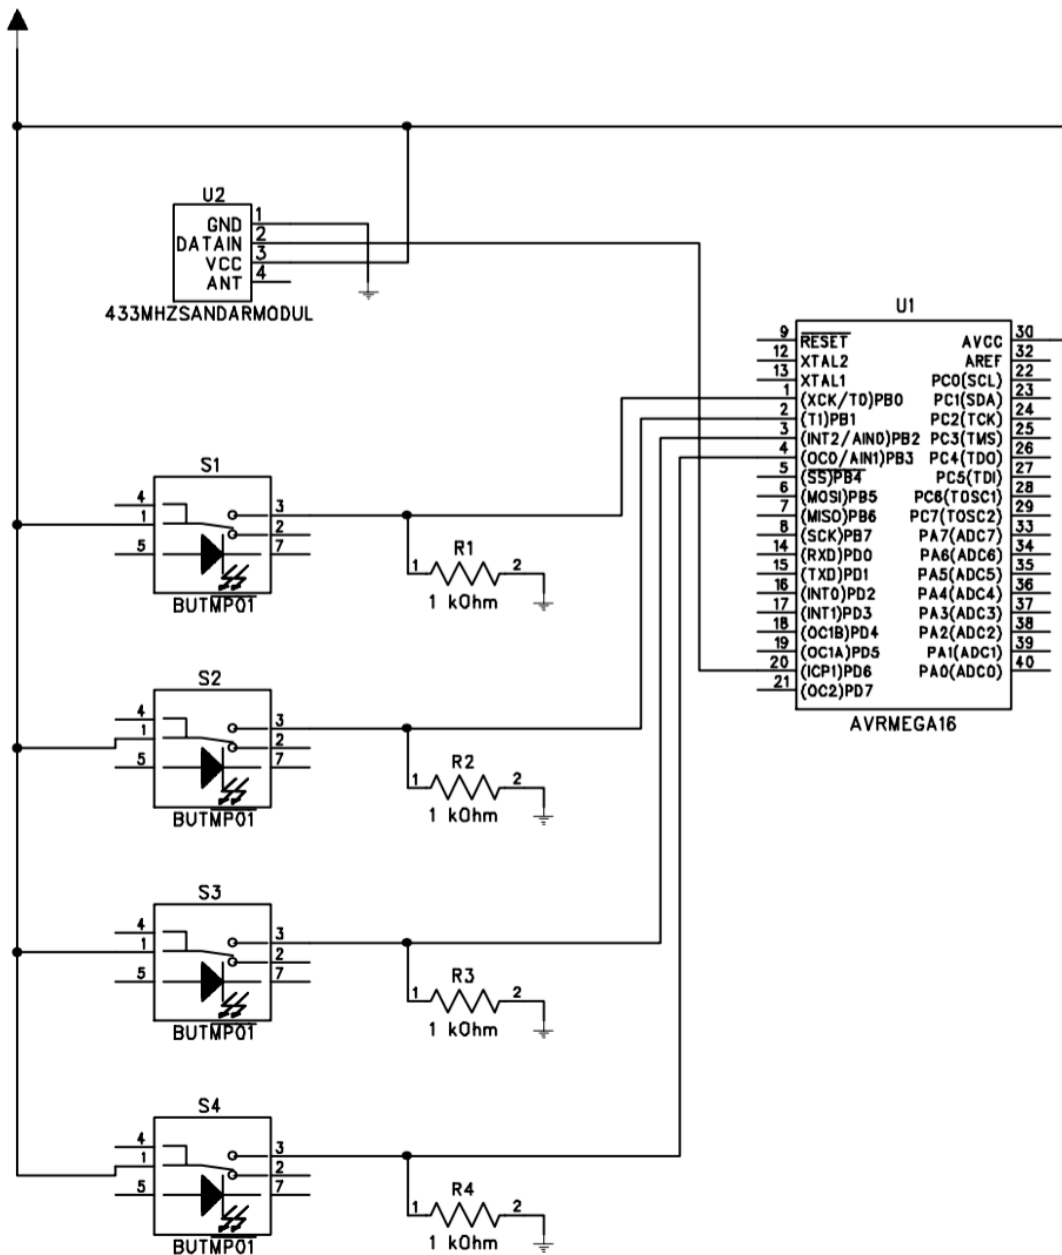 U2
GND 1
DATAIN 2
VCC 3
ANT 4
433MHZSANDARMODUL
U1
9 RESET AVCC 30
12 XTAL2 AREF 32
13 XTAL1 PC0(SCL) 22
1 (XCK/T0)PB0 PC1(SDA) 23
2 (T1)PB1 PC2(TCK) 24
3 (INT2/AIN0)PB2 PC3(TMS) 25
4 (OC0/AIN1)PB3 PC4(TDO) 26
5 (SS)PB4 PC5(TDI) 27
6 (MOSI)PB5 PC6(TOSC1) 28
7 (MISO)PB6 PC7(TOSC2) 29
8 (SCK)PB7 PA7(ADC7) 33
14 (RXD)PD0 PA6(ADC6) 34
15 (TXD)PD1 PA5(ADC5) 35
16 (INT0)PD2 PA4(ADC4) 36
17 (INT1)PD3 PA3(ADC3) 37
18 (OC1B)PD4 PA2(ADC2) 38
19 (OC1A)PD5 PA1(ADC1) 39
20 (ICP1)PD6 PA0(ADC0) 40
21 (OC2)PD7
AVRMEGA16
S1
4 3
1 2
5 7
BUTMP01
R1
1 2
1 kOhm
S2
4 3
1 2
5 7
BUTMP01
R2
1 2
1 kOhm
S3
4 3
1 2
5 7
BUTMP01
R3
1 2
1 kOhm
S4
4 3
1 2
5 7
BUTMP01
R4
1 2
1 kOhm